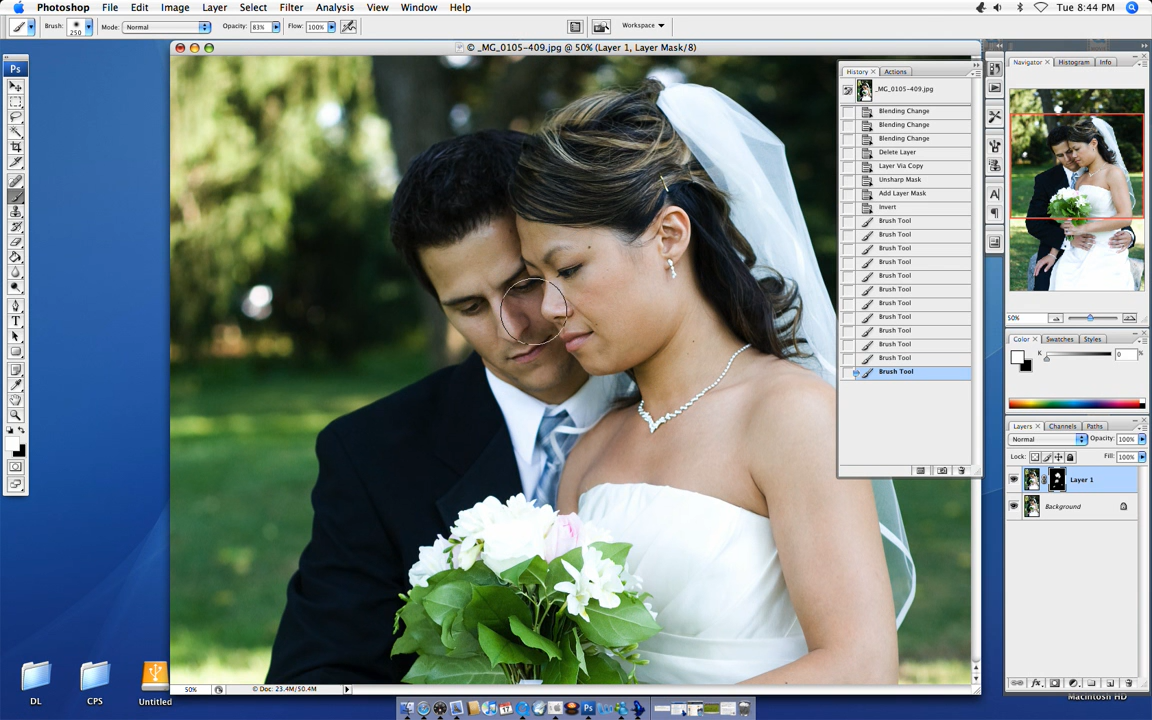 Photoshop File Edit Image Layer Select Filter Analysis View Window Help
Tue 8:44 PM
Brush: 250 Mode: Normal Opacity: 83% Flow: 100% Workspace
© _MG_0105-409.jpg @ 50% (Layer 1, Layer Mask/8)
Ps
History × Actions
_MG_0105-409.jpg
Blending Change
Blending Change
Blending Change
Delete Layer
Layer Via Copy
Unsharp Mask
Add Layer Mask
Invert
Brush Tool
Brush Tool
Brush Tool
Brush Tool
Brush Tool
Brush Tool
Brush Tool
Brush Tool
Brush Tool
Brush Tool
Brush Tool
Brush Tool
Navigator × Histogram Info
50%
Color × Swatches Styles
K 0 %
Layers × Channels Paths
Normal Opacity: 100%
Lock: Fill: 100%
Layer 1
Background
50% © Doc: 23.4M/50.4M
DL
CPS
Untitled
Macintosh HD
17
Ps